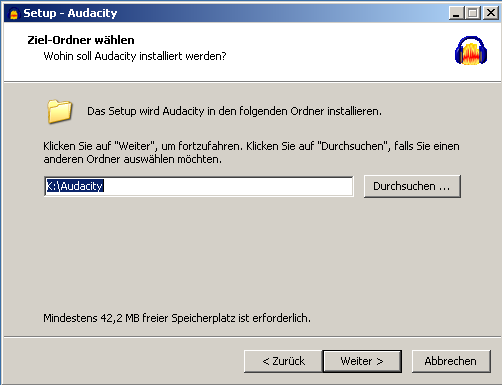 Setup - Audacity
Ziel-Ordner wählen
Wohin soll Audacity installiert werden?
Das Setup wird Audacity in den folgenden Ordner installieren.
Klicken Sie auf "Weiter", um fortzufahren. Klicken Sie auf "Durchsuchen", falls Sie einen
anderen Ordner auswählen möchten.
K:\Audacity
Durchsuchen ...
Mindestens 42,2 MB freier Speicherplatz ist erforderlich.
< Zurück
Weiter >
Abbrechen